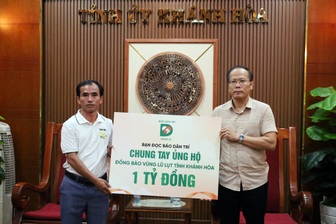 TỈNH ỦY KHÁNH HÒA
BẠN ĐỌC BÁO DÂN TRÍ
CHUNG TAY ỦNG HỘ
ĐỒNG BÀO VÙNG LŨ LỤT TỈNH KHÁNH HÒA
1 TỶ ĐỒNG